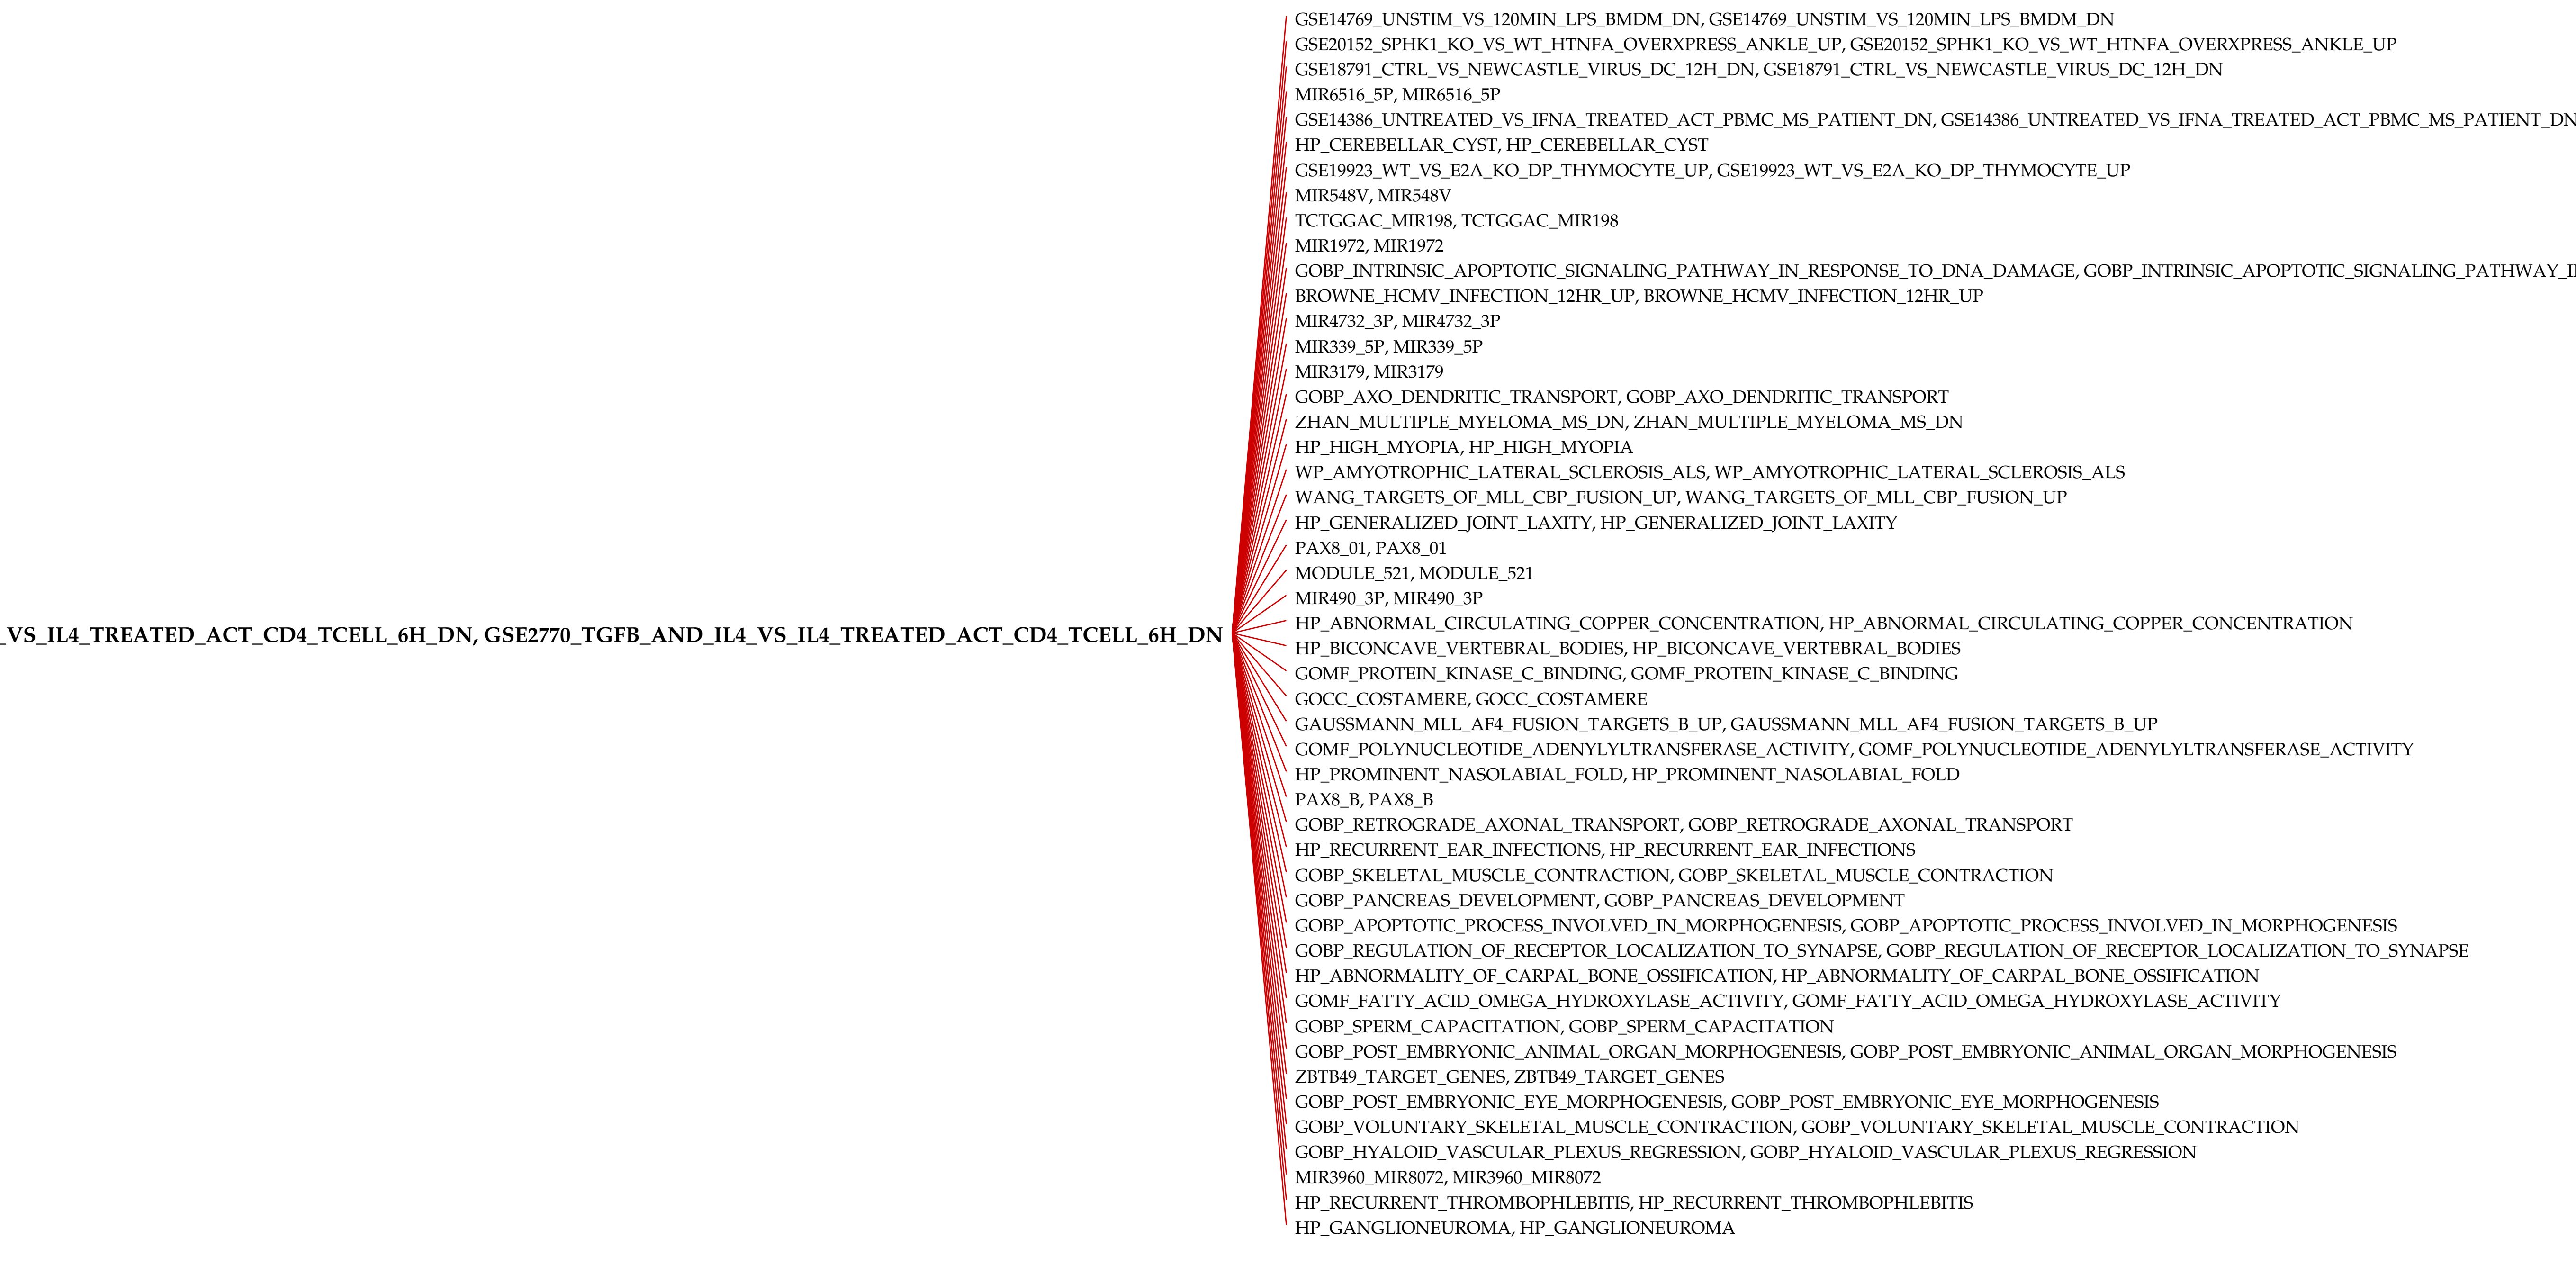 GSE14769_UNSTIM_VS_120MIN_LPS_BMDM_DN, GSE14769_UNSTIM_VS_120MIN_LPS_BMDM_DN
GSE20152_SPHK1_KO_VS_WT_HTNFA_OVERXPRESS_ANKLE_UP, GSE20152_SPHK1_KO_VS_WT_HTNFA_OVERXPRESS_ANKLE_UP
GSE18791_CTRL_VS_NEWCASTLE_VIRUS_DC_12H_DN, GSE18791_CTRL_VS_NEWCASTLE_VIRUS_DC_12H_DN
MIR6516_5P, MIR6516_5P
GSE14386_UNTREATED_VS_IFNA_TREATED_ACT_PBMC_MS_PATIENT_DN, GSE14386_UNTREATED_VS_IFNA_TREATED_ACT_PBMC_MS_PATIENT_DN
HP_CEREBELLAR_CYST, HP_CEREBELLAR_CYST
GSE19923_WT_VS_E2A_KO_DP_THYMOCYTE_UP, GSE19923_WT_VS_E2A_KO_DP_THYMOCYTE_UP
MIR548V, MIR548V
TCTGGAC_MIR198, TCTGGAC_MIR198
MIR1972, MIR1972
GOBP_INTRINSIC_APOPTOTIC_SIGNALING_PATHWAY_IN_RESPONSE_TO_DNA_DAMAGE, GOBP_INTRINSIC_APOPTOTIC_SIGNALING_PATHWAY_I
BROWNE_HCMV_INFECTION_12HR_UP, BROWNE_HCMV_INFECTION_12HR_UP
MIR4732_3P, MIR4732_3P
MIR339_5P, MIR339_5P
MIR3179, MIR3179
GOBP_AXO_DENDRITIC_TRANSPORT, GOBP_AXO_DENDRITIC_TRANSPORT
ZHAN_MULTIPLE_MYELOMA_MS_DN, ZHAN_MULTIPLE_MYELOMA_MS_DN
HP_HIGH_MYOPIA, HP_HIGH_MYOPIA
WP_AMYOTROPHIC_LATERAL_SCLEROSIS_ALS, WP_AMYOTROPHIC_LATERAL_SCLEROSIS_ALS
WANG_TARGETS_OF_MLL_CBP_FUSION_UP, WANG_TARGETS_OF_MLL_CBP_FUSION_UP
HP_GENERALIZED_JOINT_LAXITY, HP_GENERALIZED_JOINT_LAXITY
PAX8_01, PAX8_01
MODULE_521, MODULE_521
MIR490_3P, MIR490_3P
HP_ABNORMAL_CIRCULATING_COPPER_CONCENTRATION, HP_ABNORMAL_CIRCULATING_COPPER_CONCENTRATION
_VS_IL4_TREATED_ACT_CD4_TCELL_6H_DN, GSE2770_TGFB_AND_IL4_VS_IL4_TREATED_ACT_CD4_TCELL_6H_DN
HP_BICONCAVE_VERTEBRAL_BODIES, HP_BICONCAVE_VERTEBRAL_BODIES
GOMF_PROTEIN_KINASE_C_BINDING, GOMF_PROTEIN_KINASE_C_BINDING
GOCC_COSTAMERE, GOCC_COSTAMERE
GAUSSMANN_MLL_AF4_FUSION_TARGETS_B_UP, GAUSSMANN_MLL_AF4_FUSION_TARGETS_B_UP
GOMF_POLYNUCLEOTIDE_ADENYLYLTRANSFERASE_ACTIVITY, GOMF_POLYNUCLEOTIDE_ADENYLYLTRANSFERASE_ACTIVITY
HP_PROMINENT_NASOLABIAL_FOLD, HP_PROMINENT_NASOLABIAL_FOLD
PAX8_B, PAX8_B
GOBP_RETROGRADE_AXONAL_TRANSPORT, GOBP_RETROGRADE_AXONAL_TRANSPORT
HP_RECURRENT_EAR_INFECTIONS, HP_RECURRENT_EAR_INFECTIONS
GOBP_SKELETAL_MUSCLE_CONTRACTION, GOBP_SKELETAL_MUSCLE_CONTRACTION
GOBP_PANCREAS_DEVELOPMENT, GOBP_PANCREAS_DEVELOPMENT
GOBP_APOPTOTIC_PROCESS_INVOLVED_IN_MORPHOGENESIS, GOBP_APOPTOTIC_PROCESS_INVOLVED_IN_MORPHOGENESIS
GOBP_REGULATION_OF_RECEPTOR_LOCALIZATION_TO_SYNAPSE, GOBP_REGULATION_OF_RECEPTOR_LOCALIZATION_TO_SYNAPSE
HP_ABNORMALITY_OF_CARPAL_BONE_OSSIFICATION, HP_ABNORMALITY_OF_CARPAL_BONE_OSSIFICATION
GOMF_FATTY_ACID_OMEGA_HYDROXYLASE_ACTIVITY, GOMF_FATTY_ACID_OMEGA_HYDROXYLASE_ACTIVITY
GOBP_SPERM_CAPACITATION, GOBP_SPERM_CAPACITATION
GOBP_POST_EMBRYONIC_ANIMAL_ORGAN_MORPHOGENESIS, GOBP_POST_EMBRYONIC_ANIMAL_ORGAN_MORPHOGENESIS
ZBTB49_TARGET_GENES, ZBTB49_TARGET_GENES
GOBP_POST_EMBRYONIC_EYE_MORPHOGENESIS, GOBP_POST_EMBRYONIC_EYE_MORPHOGENESIS
GOBP_VOLUNTARY_SKELETAL_MUSCLE_CONTRACTION, GOBP_VOLUNTARY_SKELETAL_MUSCLE_CONTRACTION
GOBP_HYALOID_VASCULAR_PLEXUS_REGRESSION, GOBP_HYALOID_VASCULAR_PLEXUS_REGRESSION
MIR3960_MIR8072, MIR3960_MIR8072
HP_RECURRENT_THROMBOPHLEBITIS, HP_RECURRENT_THROMBOPHLEBITIS
HP_GANGLIONEUROMA, HP_GANGLIONEUROMA